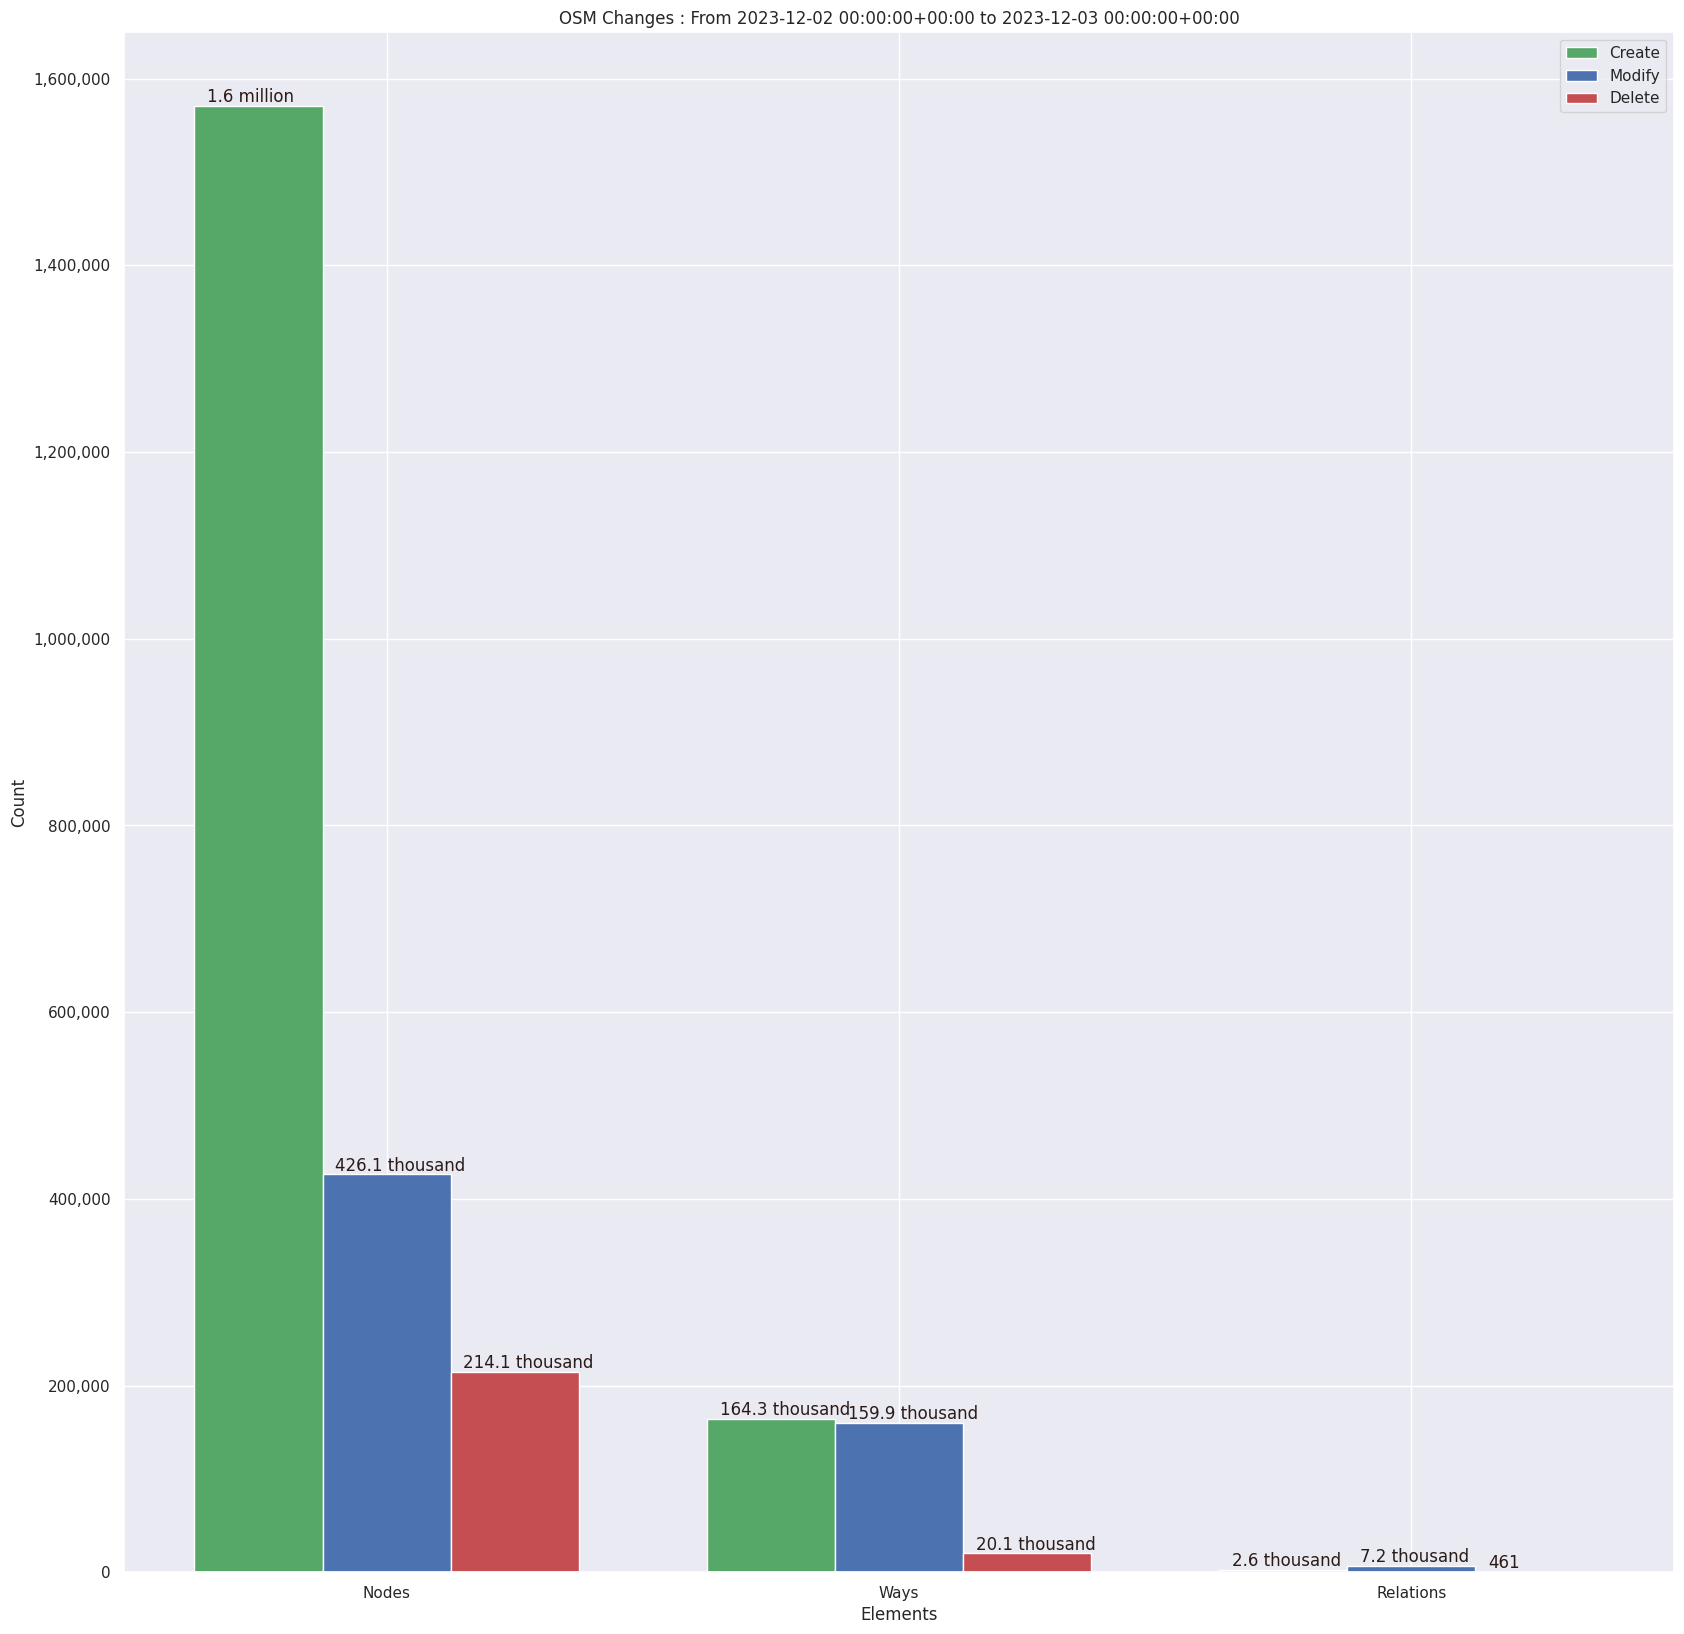 OSM Changes : From 2023-12-02 00:00:00+00:00 to 2023-12-03 00:00:00+00:00
Create
Modify
Delete
1,600,000
1,400,000
1,200,000
1,000,000
800,000
600,000
400,000
200,000
0
Count
1.6 million
426.1 thousand
214.1 thousand
164.3 thousand
159.9 thousand
20.1 thousand
2.6 thousand
7.2 thousand
461
Nodes
Ways
Relations
Elements